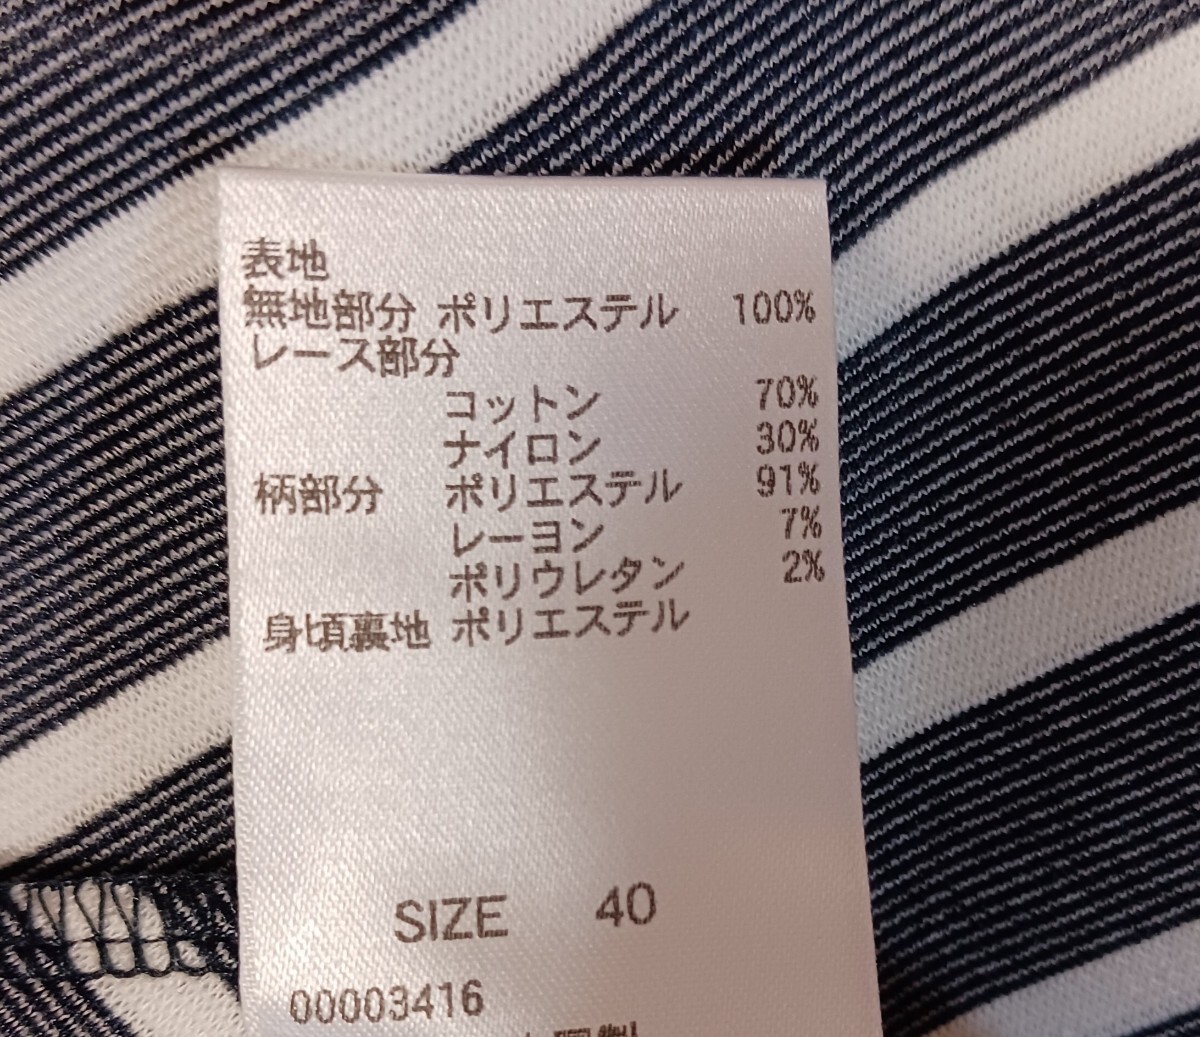 表地
無地部分 ポリエステル 100%
レース部分
コットン 70%
ナイロン 30%
柄部分 ポリエステル 91%
レーヨン 7%
ポリウレタン 2%
身頃裏地 ポリエステル
SIZE 40
00003416